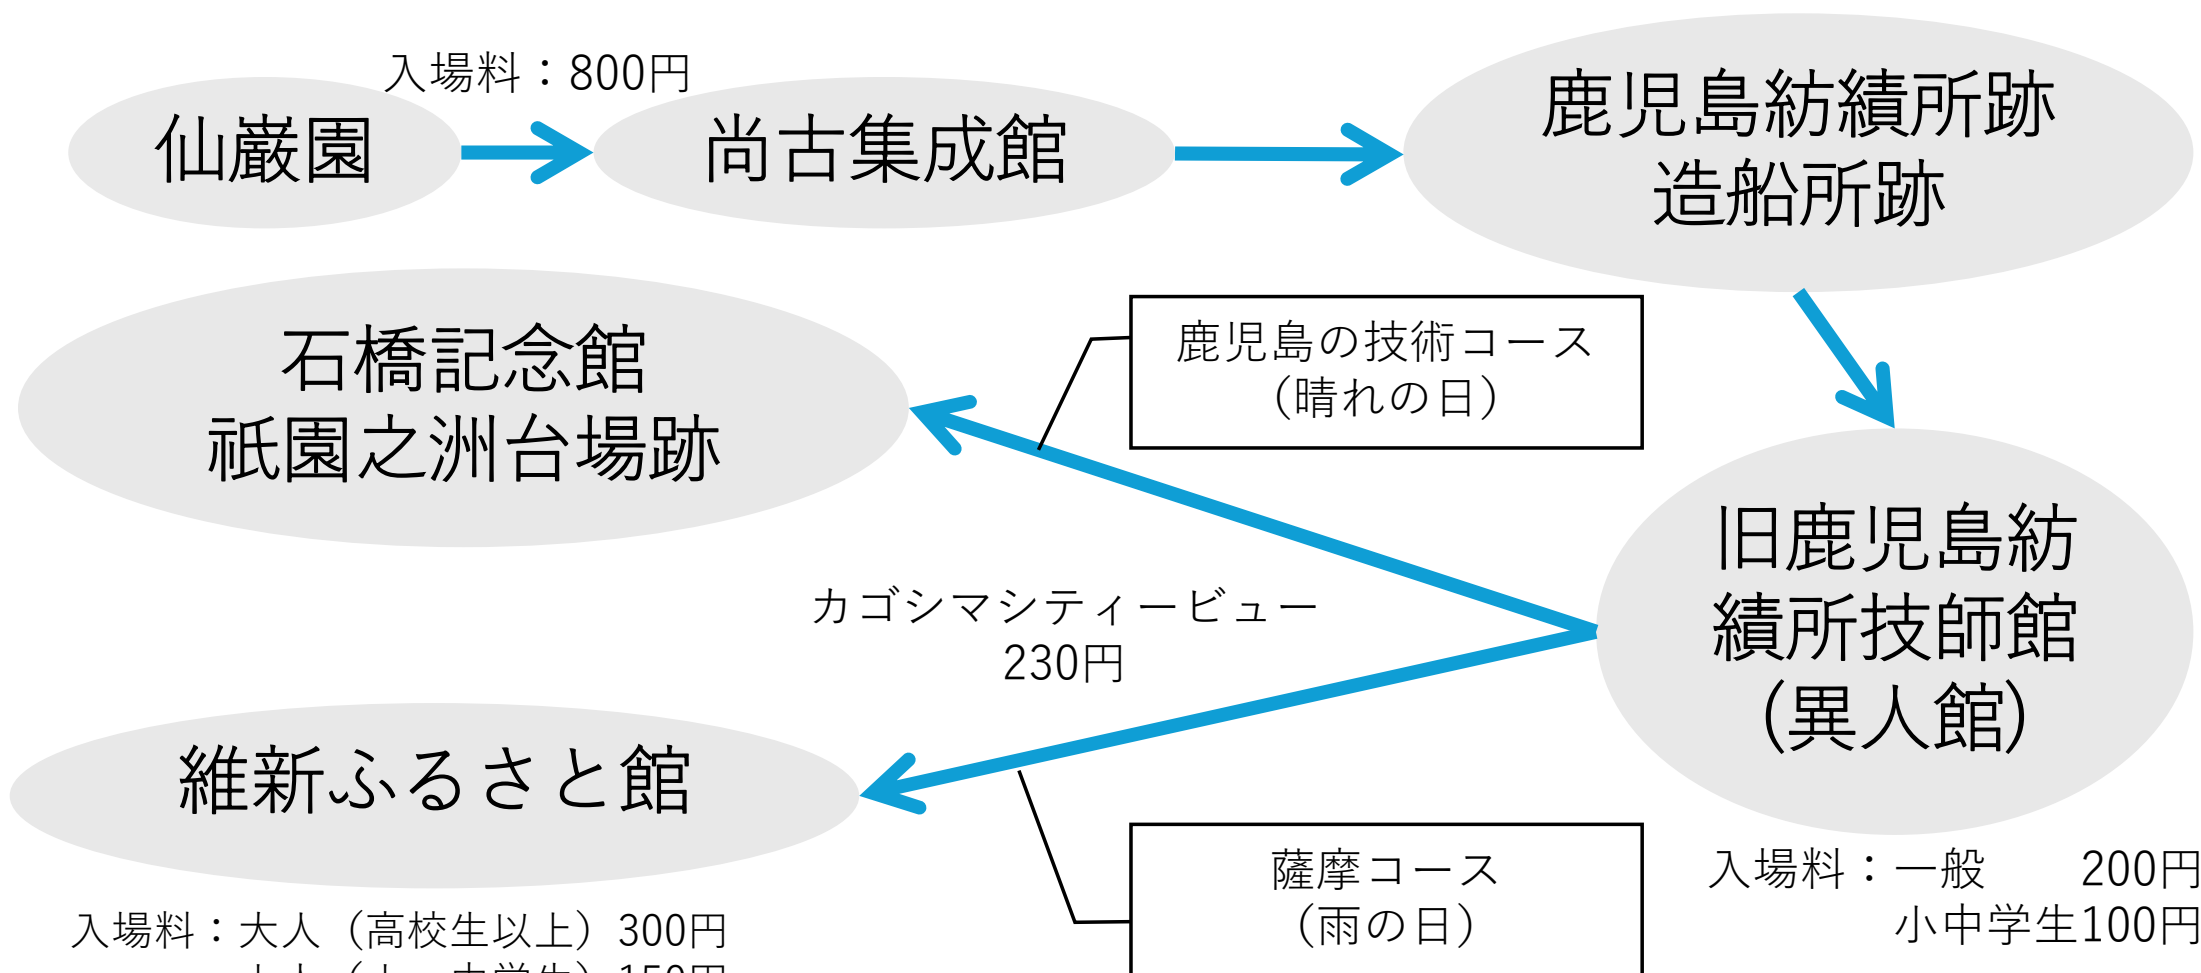 入場料：800円
仙巌園
尚古集成館
鹿児島紡績所跡
造船所跡
石橋記念館
祇園之洲台場跡
鹿児島の技術コース
（晴れの日）
旧鹿児島紡
績所技師館
(異人館)
カゴシマシティービュー
230円
維新ふるさと館
薩摩コース
（雨の日）
入場料：一般　　200円
小中学生100円
入場料：大人（高校生以上）300円